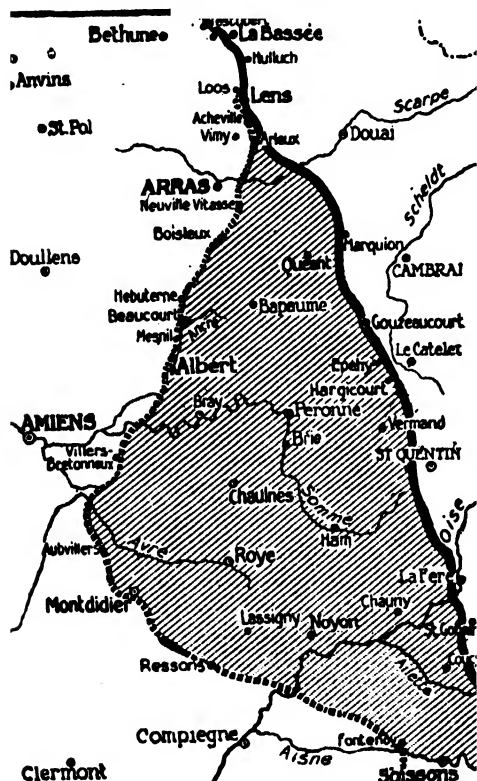 Bethune
La Bassée
Hulluch
Anvins
Loos
Lens
Scarpe
Acheville
St. Pol
Vimy
Arleux
Douai
Scheldt
ARRAS
Neuville Vitasse
Boisleux
Marquion
Doullens
Queant
CAMBRAI
Hebuterne
Bapaume
Beaucourt
Ancre
Gouzeaucourt
Mesnil
Le Catelet
Albert
Epehy
Hargicourt
Bray
AMIENS
Peronne
Vermand
Villers-
Bretonneux
Brie
ST QUENTIN
Chaulnes
Somme
Oise
Ham
Aubvillers
Avre
Roye
La Fere
Chauny
Montdidier
Lassigny
Noyon
Ressons
Compiegne
Fontenoy
Aisne
Clermont
Soissons